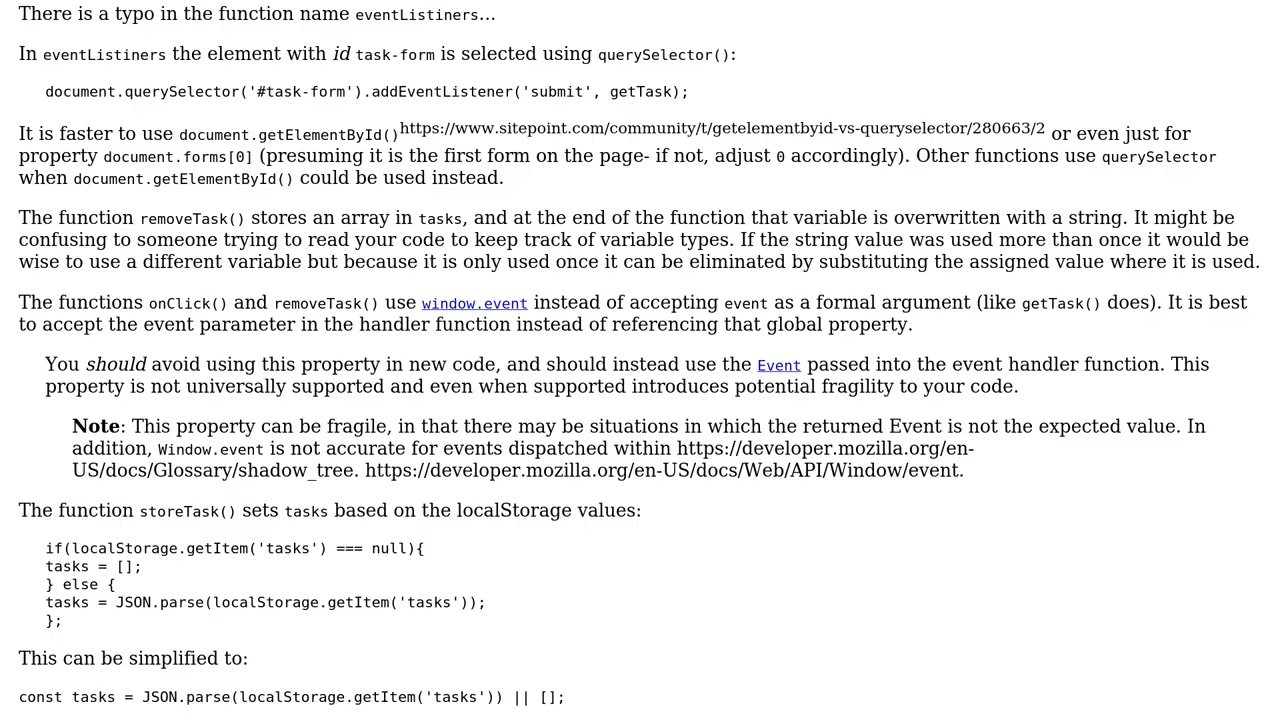 There is a typo in the function name eventListiners...
In eventListiners the element with id task-form is selected using querySelector():
document.querySelector('#task-form').addEventListener('submit', getTask);
It is faster to use document.getElementById()https://www.sitepoint.com/community/t/getelementbyid-vs-queryselector/280663/2 or even just for
property document.forms[0] (presuming it is the first form on the page- if not, adjust 0 accordingly). Other functions use querySelector
when document.getElementById() could be used instead.
The function removeTask() stores an array in tasks, and at the end of the function that variable is overwritten with a string. It might be
confusing to someone trying to read your code to keep track of variable types. If the string value was used more than once it would be
wise to use a different variable but because it is only used once it can be eliminated by substituting the assigned value where it is used.
The functions onClick() and removeTask() use window.event instead of accepting event as a formal argument (like getTask() does). It is best
to accept the event parameter in the handler function instead of referencing that global property.
You should avoid using this property in new code, and should instead use the Event passed into the event handler function. This
property is not universally supported and even when supported introduces potential fragility to your code.
Note: This property can be fragile, in that there may be situations in which the returned Event is not the expected value. In
addition, Window.event is not accurate for events dispatched within https://developer.mozilla.org/en-
US/docs/Glossary/shadow_tree. https://developer.mozilla.org/en-US/docs/Web/API/Window/event.
The function storeTask() sets tasks based on the localStorage values:
if(localStorage.getItem('tasks') === null){
tasks = [];
} else {
tasks = JSON.parse(localStorage.getItem('tasks'));
};
This can be simplified to:
const tasks = JSON.parse(localStorage.getItem('tasks')) || [];